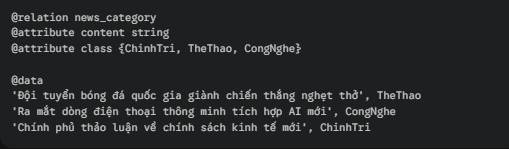 @relation news_category
@attribute content string
@attribute class {ChinhTri, TheThao, CongNghe}
@data
'Đội tuyển bóng đá quốc gia giành chiến thắng nghẹt thở', TheThao
'Ra mắt dòng điện thoại thông minh tích hợp AI mới', CongNghe
'Chính phủ thảo luận về chính sách kinh tế mới', ChinhTri